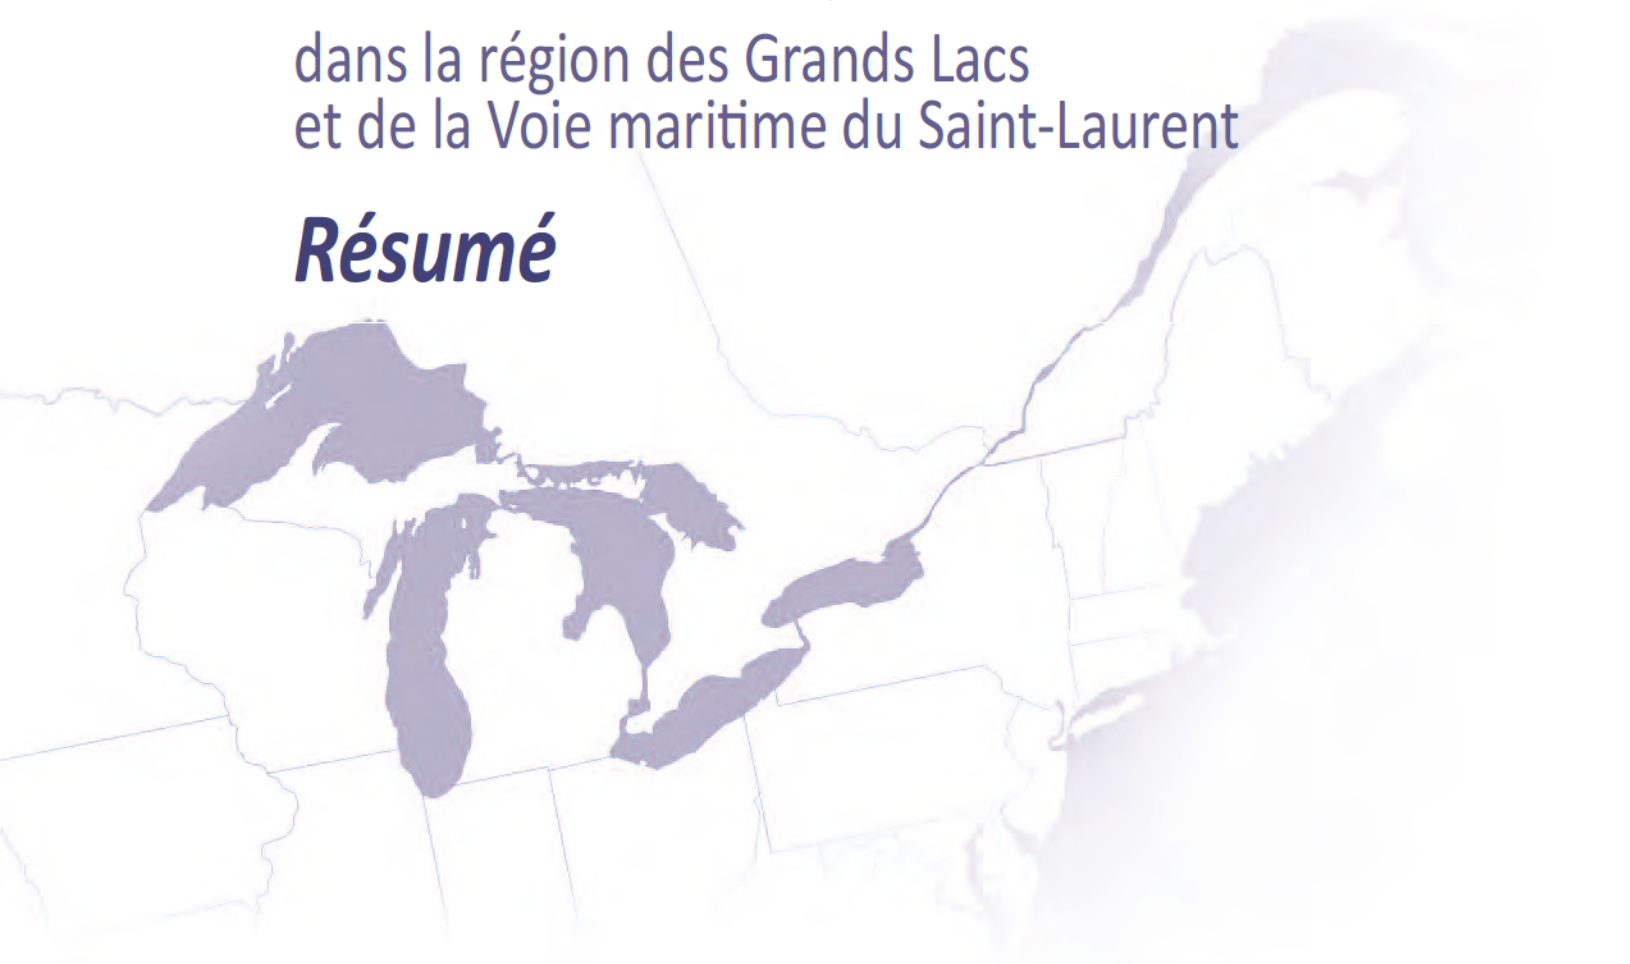 dans la région des Grands Lacs
et de la Voie maritime du Saint-Laurent
Résumé